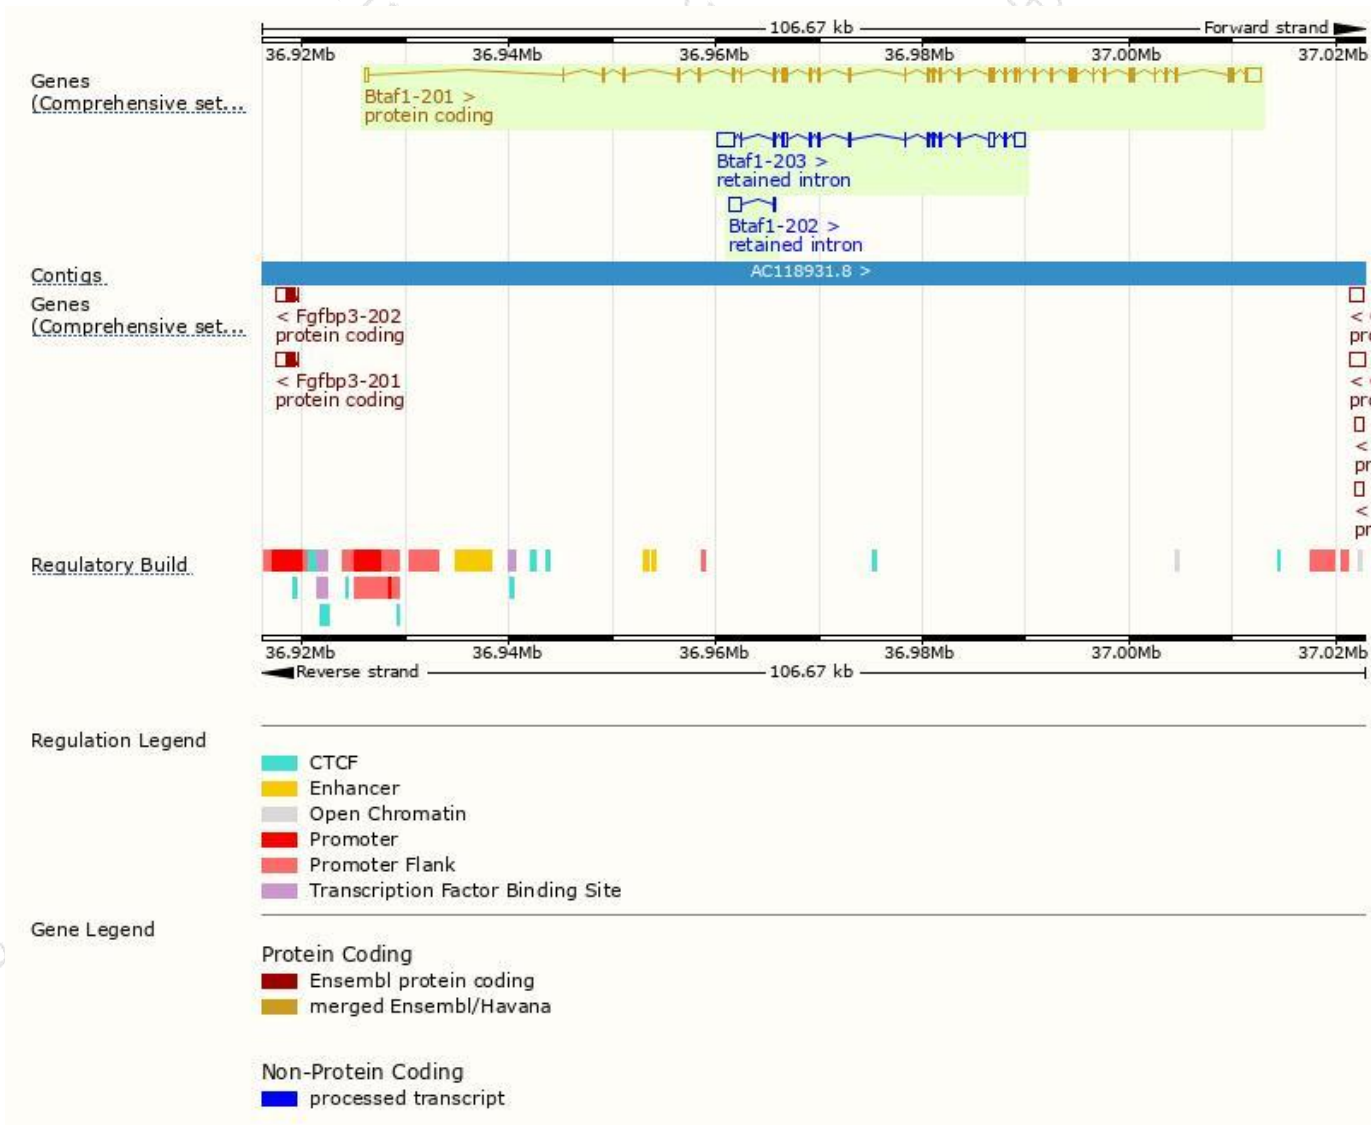 106.67 kb Forward strand
36.92Mb 36.94Mb 36.96Mb 36.98Mb 37.00Mb 37.02Mb
Genes
(Comprehensive set...
Btaf1-201 >
protein coding
Btaf1-203 >
retained intron
Btaf1-202 >
retained intron
Contigs
AC118931.8 >
Genes
(Comprehensive set...
< Fgfbp3-202
protein coding
< Fgfbp3-201
protein coding
<
pr
<
pr
<
pr
<
pr
Regulatory Build
36.92Mb 36.94Mb 36.96Mb 36.98Mb 37.00Mb 37.02Mb
Reverse strand 106.67 kb
Regulation Legend
CTCF
Enhancer
Open Chromatin
Promoter
Promoter Flank
Transcription Factor Binding Site
Gene Legend
Protein Coding
Ensembl protein coding
merged Ensembl/Havana
Non-Protein Coding
processed transcript